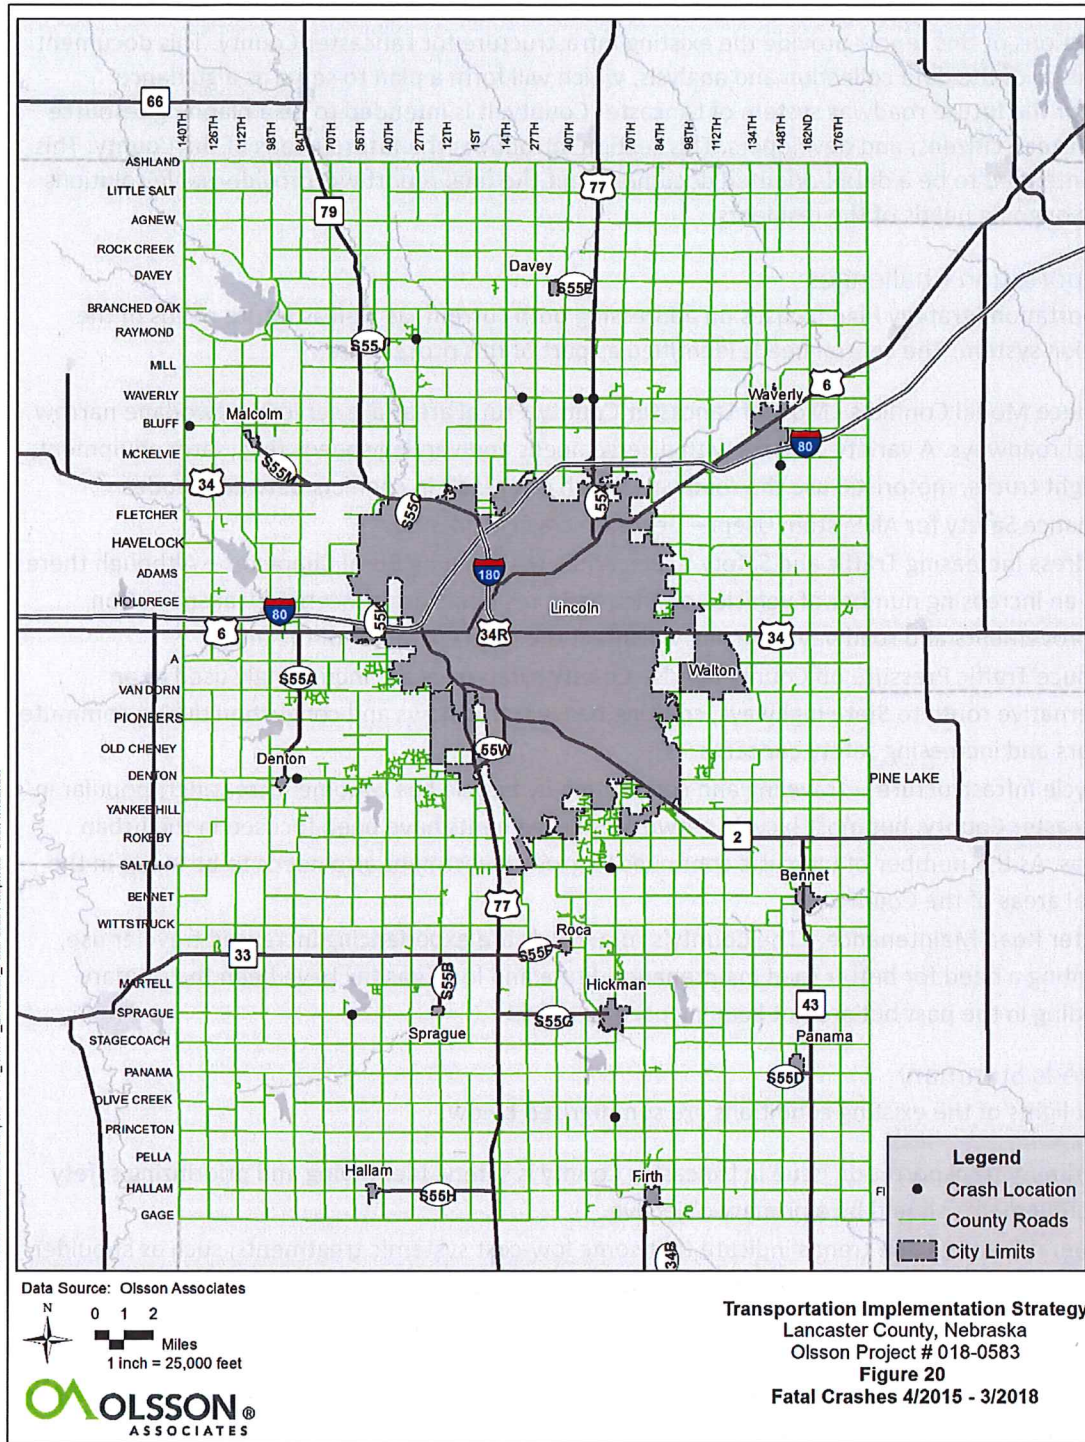 66
140TH
126TH
112TH
98TH
84TH
70TH
56TH
40TH
27TH
12TH
1ST
14TH
27TH
40TH
70TH
84TH
98TH
112TH
134TH
148TH
162ND
176TH
ASHLAND
LITTLE SALT
AGNEW
ROCK CREEK
DAVEY
BRANCHED OAK
RAYMOND
MILL
WAVERLY
BLUFF
MCKELVIE
FLETCHER
HAVELOCK
ADAMS
HOLDREGE
A
VAN DORN
PIONEERS
OLD CHENEY
DENTON
YANKEE HILL
ROKEBY
SALTILLO
BENNET
WITTSTRUCK
MARTELL
SPRAGUE
STAGECOACH
PANAMA
OLIVE CREEK
PRINCETON
PELLA
HALLAM
GAGE
77
79
Davey
S55E
S55J
6
Waverly
Malcolm
80
S55M
34
S55G
55X
180
Lincoln
80
6
55K
34R
34
S55A
Walton
55W
Denton
PINE LAKE
2
Bennet
77
Roca
33
S55F
S55B
Hickman
43
S55G
Sprague
Panama
S55D
Hallam
S55H
Firth
34B
FI
Legend
Crash Location
County Roads
City Limits
Data Source: Olsson Associates
N
0 1 2
Miles
1 inch = 25,000 feet
OLSSON ®
ASSOCIATES
Transportation Implementation Strategy
Lancaster County, Nebraska
Olsson Project # 018-0583
Figure 20
Fatal Crashes 4/2015 - 3/2018